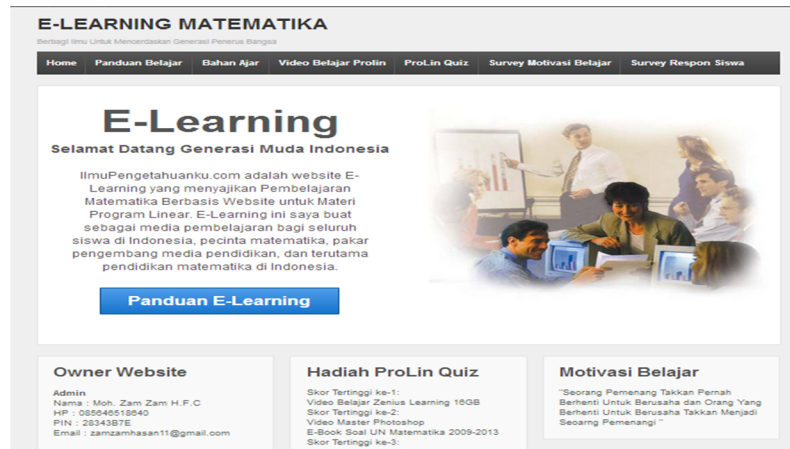 E-LEARNING MATEMATIKA
Berbagi Ilmu Untuk Mencerdaskan Generasi Penerus Bangsa
Home Panduan Belajar Bahan Ajar Video Belajar Prolin ProLin Quiz Survey Motivasi Belajar Survey Respon Siswa
E-Learning
Selamat Datang Generasi Muda Indonesia
IlmuPengetahuanku.com adalah website E-
Learning yang menyajikan Pembelajaran
Matematika Berbasis Website untuk Materi
Program Linear. E-Learning ini saya buat
sebagai media pembelajaran bagi seluruh
siswa di Indonesia, pecinta matematika, pakar
pengembang media pendidikan, dan terutama
pendidikan matematika di Indonesia.
Panduan E-Learning
Owner Website
Admin
Nama : Moh. Zam Zam H.F.C
HP : 085646518640
PIN : 28343B7E
Email : zamzamhasan11@gmail.com
Hadiah ProLin Quiz
Skor Tertinggi ke-1:
Video Belajar Zenius Learning 16GB
Skor Tertinggi ke-2:
Video Master Photoshop
E-Book Soal UN Matematika 2009-2013
Skor Tertinggi ke-3:
Motivasi Belajar
"Seorang Pemenang Takkan Pernah
Berhenti Untuk Berusaha dan Orang Yang
Berhenti Untuk Berusaha Takkan Menjadi
Seoarng Pemenangi "